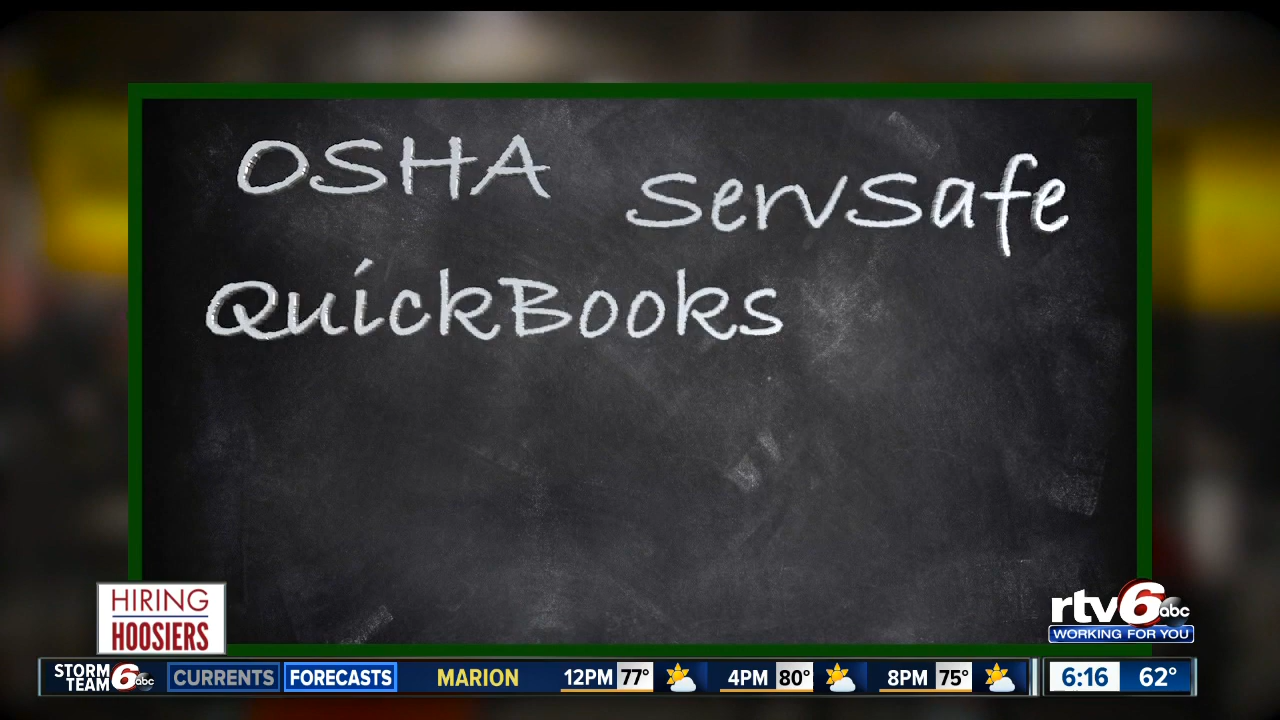 OSHA
ServSafe
QuickBooks
HIRING
HOOSIERS
rtv6 abc
WORKING FOR YOU
STORM
TEAM 6 abc
CURRENTS FORECASTS MARION 12PM 77° 4PM 80° 8PM 75° 6:16 62°